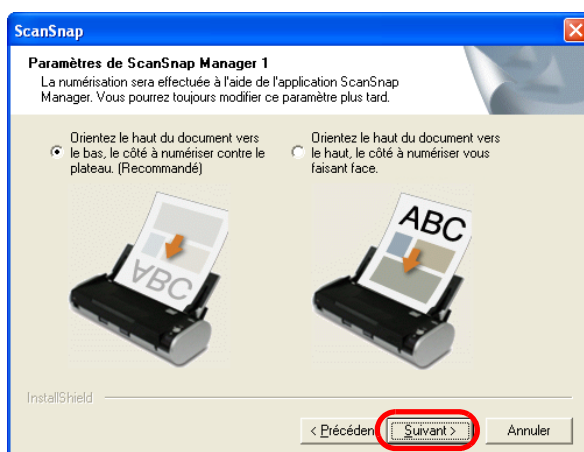 ScanSnap
Paramètres de ScanSnap Manager 1
La numérisation sera effectuée à l'aide de l'application ScanSnap
Manager. Vous pourrez toujours modifier ce paramètre plus tard.
Orientez le haut du document vers
le bas, le côté à numériser contre le
plateau. (Recommandé)
Orientez le haut du document vers
le haut, le côté à numériser vous
faisant face.
ABC
ABC
InstallShield
< Précéden
Suivant >
Annuler